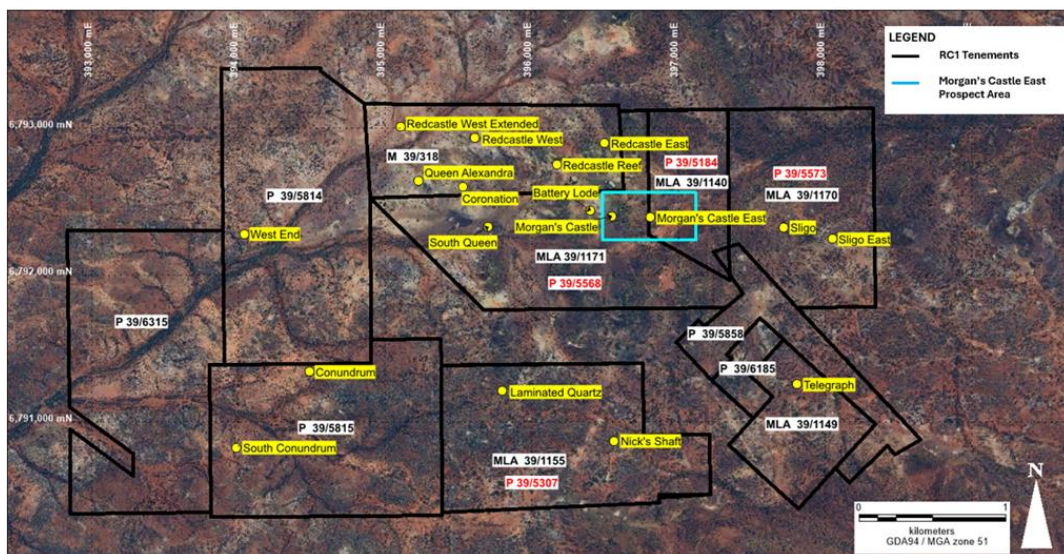 393,000 mE
394,000 mE
395,000 mE
396,000 mE
397,000 mE
398,000 mE
LEGEND
RC1 Tenements
Morgan's Castle East
Prospect Area
6,793,000 mN
Redcastle West Extended
Redcastle West
Redcastle East
M 39/318
Redcastle Reef
P 39/5184
P 39/5573
MLA 39/1140
MLA 39/1170
Queen Alexandra
P 39/5814
Coronation
Battery Lode
Morgan's Castle
Morgan's Castle East
West End
South Queen
Sligo
Sligo East
MLA 39/1171
6,792,000 mN
P 39/5568
P 39/6315
P 39/5858
P 39/6185
Conundrum
Telegraph
Laminated Quartz
6,791,000 mN
P 39/5815
MLA 39/1149
South Conundrum
Nick's Shaft
MLA 39/1155
P 39/5307
N
0
1
kilometers
GDA94 / MGA zone 51